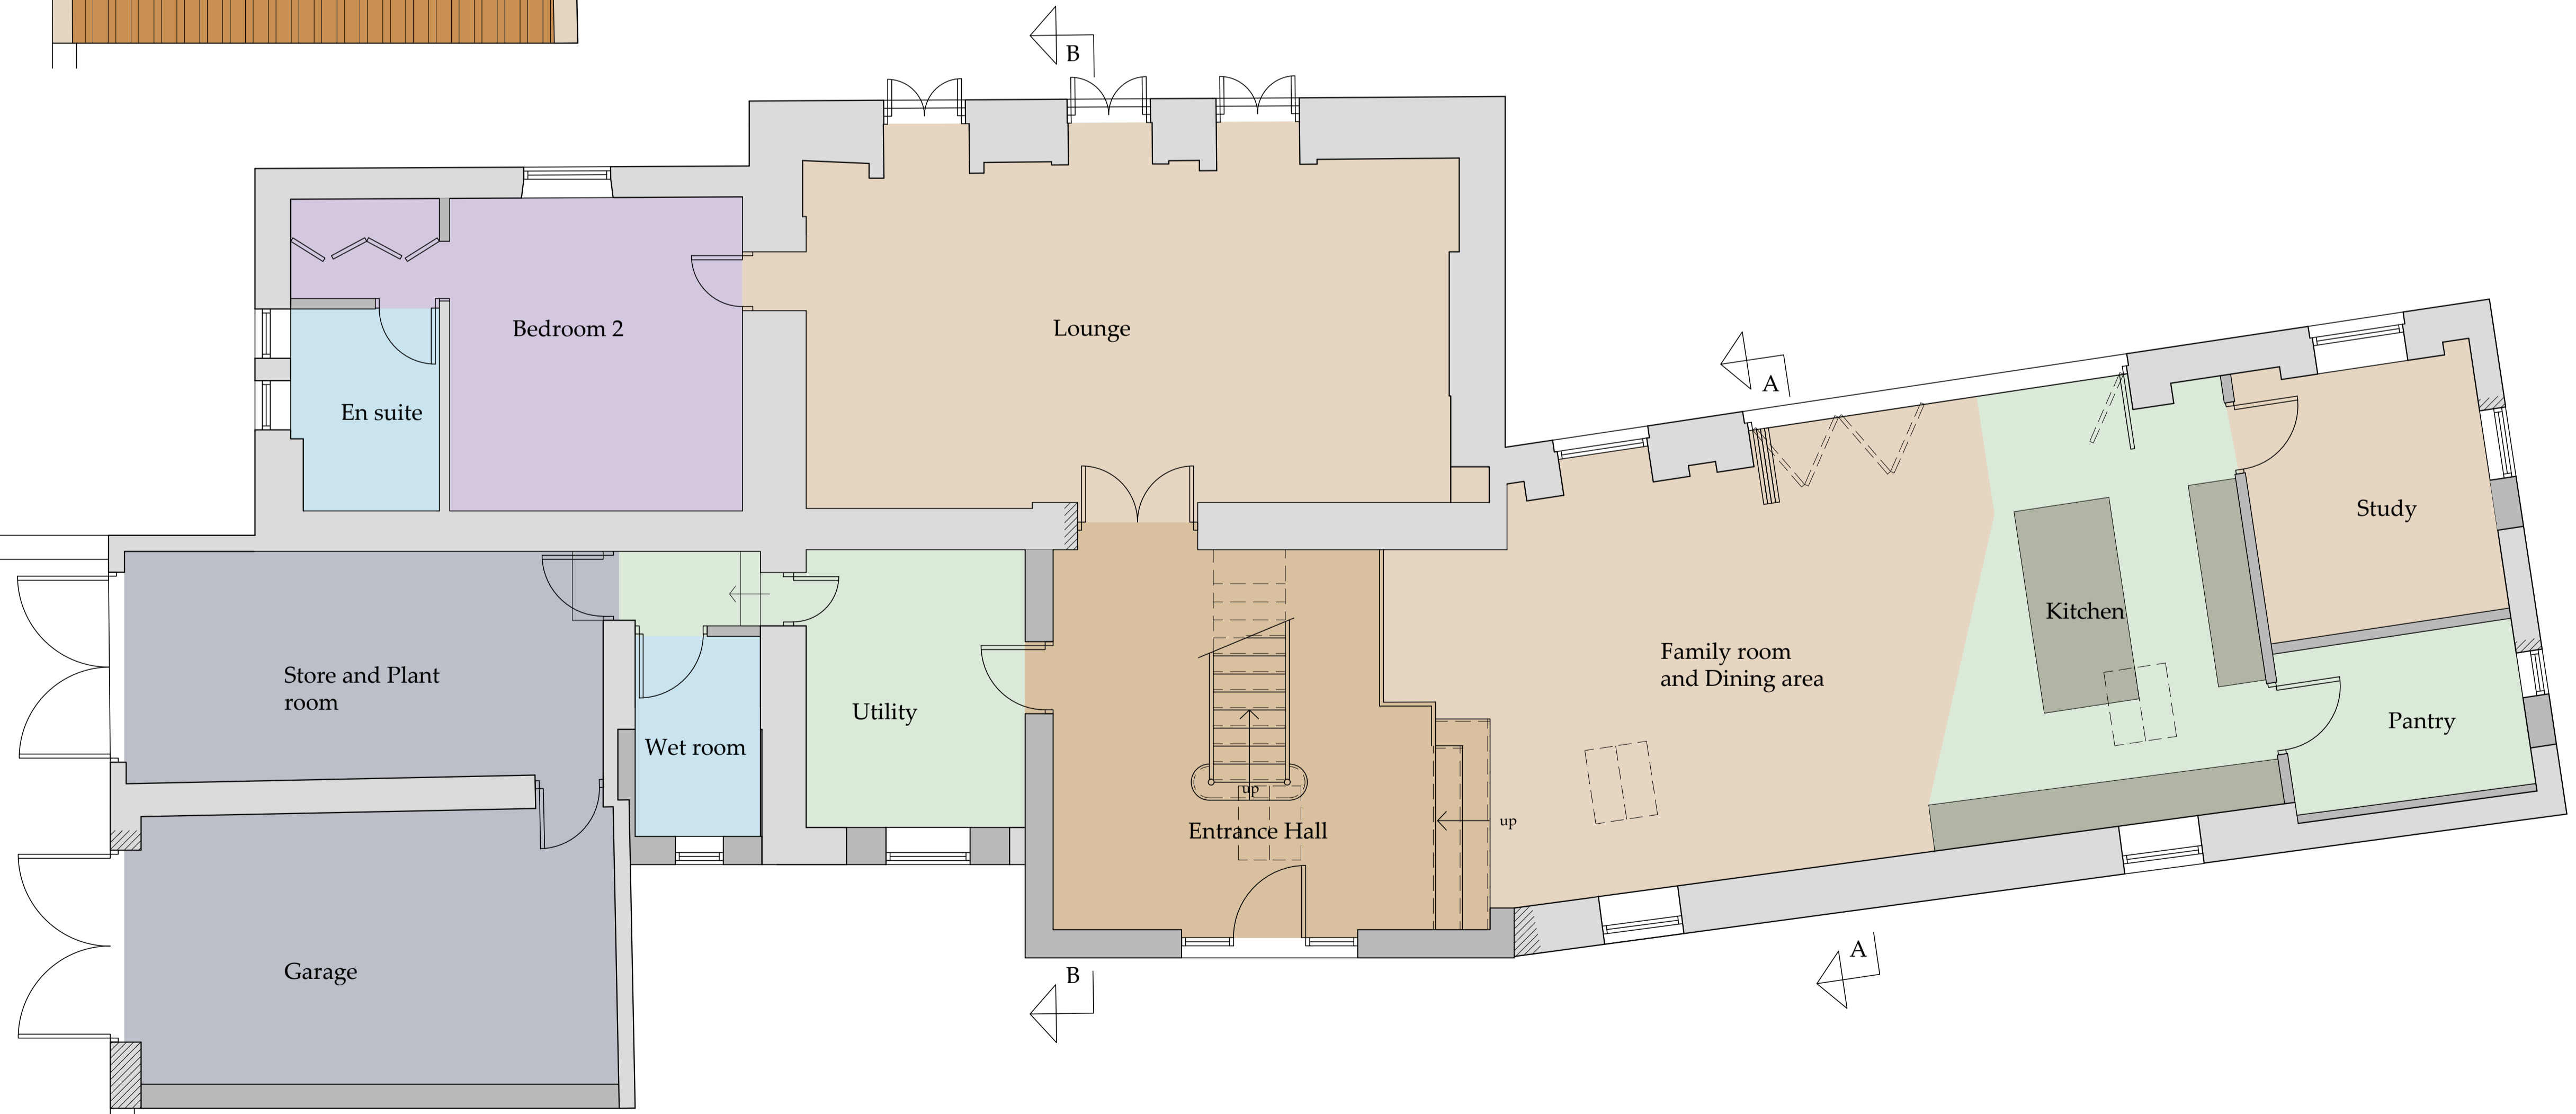 B
Bedroom 2
Lounge
A
En suite
Study
Kitchen
Family room
and Dining area
Store and Plant
room
Utility
Wet room
Pantry
up
Entrance Hall
up
Garage
A
B